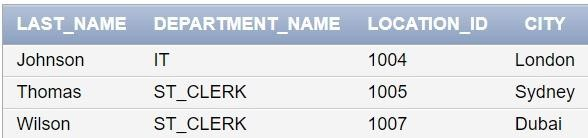 LAST_NAME DEPARTMENT_NAME LOCATION_ID CITY
Johnson IT 1004 London
Thomas ST_CLERK 1005 Sydney
Wilson ST_CLERK 1007 Dubai